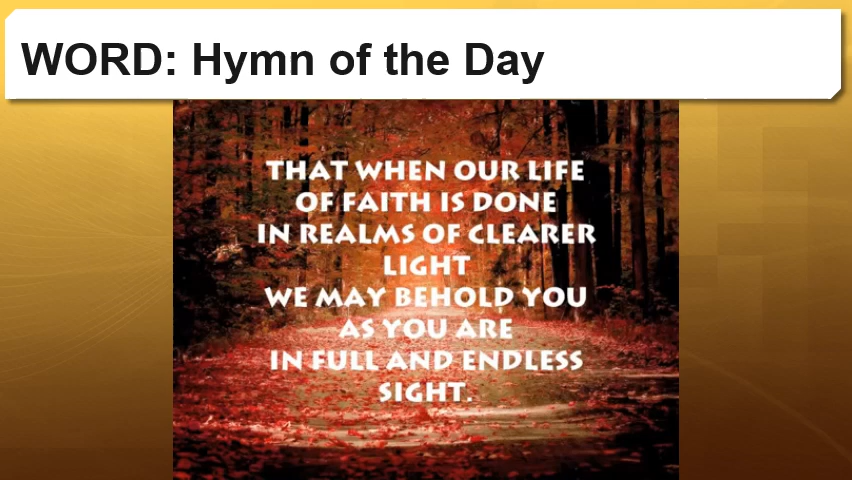 WORD: Hymn of the Day
THAT WHEN OUR LIFE
OF FAITH IS DONE
IN REALMS OF CLEARER
LIGHT
WE MAY BEHOLD YOU
AS YOU ARE
IN FULL AND ENDLESS
SIGHT.